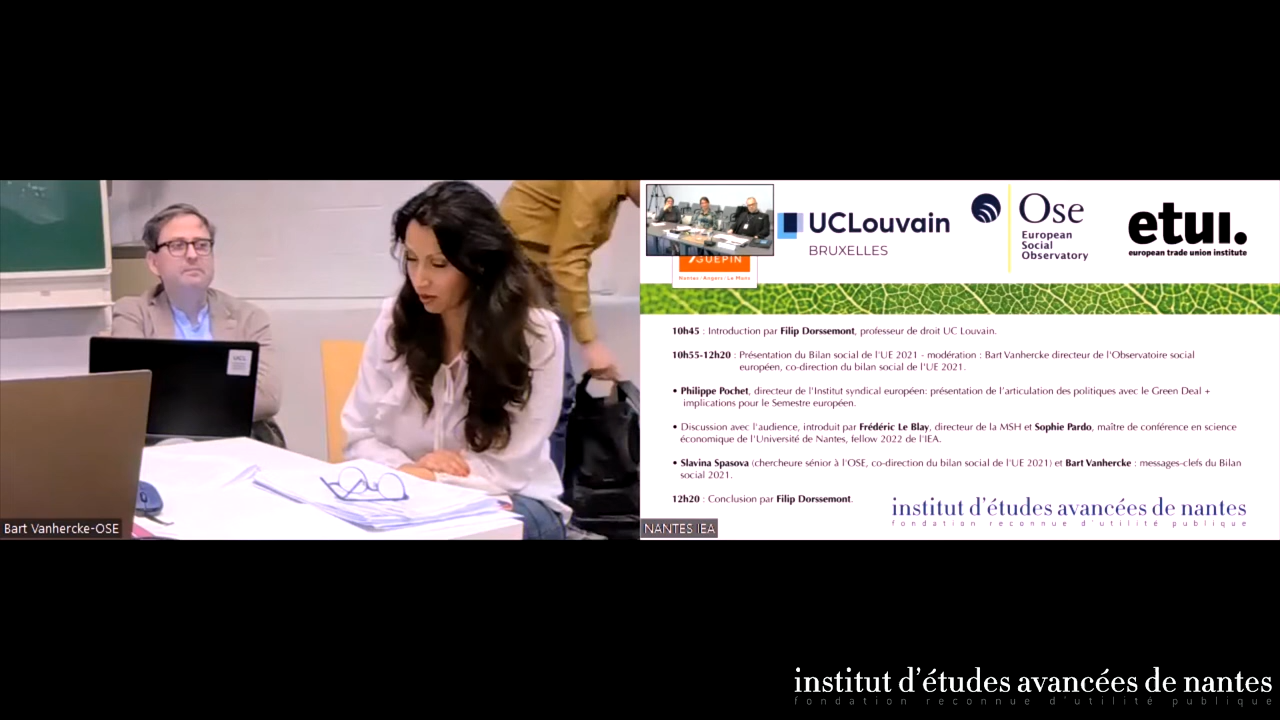 UCLouvain
BRUXELLES
Ose
European
Social
Observatory
etui.
european trade union institute
GUÉPIN
Nantes - Angers - Le Mans
10h45 : Introduction par Filip Dorssemont, professeur de droit UC Louvain.
10h55-12h20 : Présentation du Bilan social de l'UE 2021 - modération : Bart Vanhercke directeur de l'Observatoire social
européen, co-direction du bilan social de l'UE 2021.
• Philippe Pochet, directeur de l'Institut syndical européen: présentation de l'articulation des politiques avec le Green Deal +
implications pour le Semestre européen.
• Discussion avec l'audience, introduit par Frédéric Le Blay, directeur de la MSH et Sophie Pardo, maître de conférence en science
économique de l'Université de Nantes, fellow 2022 de l'IEA.
• Slavina Spasova (chercheure sénior à l'OSE, co-direction du bilan social de l'UE 2021) et Bart Vanhercke : messages-clefs du Bilan
social 2021.
12h20 : Conclusion par Filip Dorssemont.
institut d'études avancées de nantes
fondation reconnue d'utilité publique
UCL
Bart Vanhercke-OSE
NANTES IEA
institut d'études avancées de nantes
fondation reconnue d'utilité publique